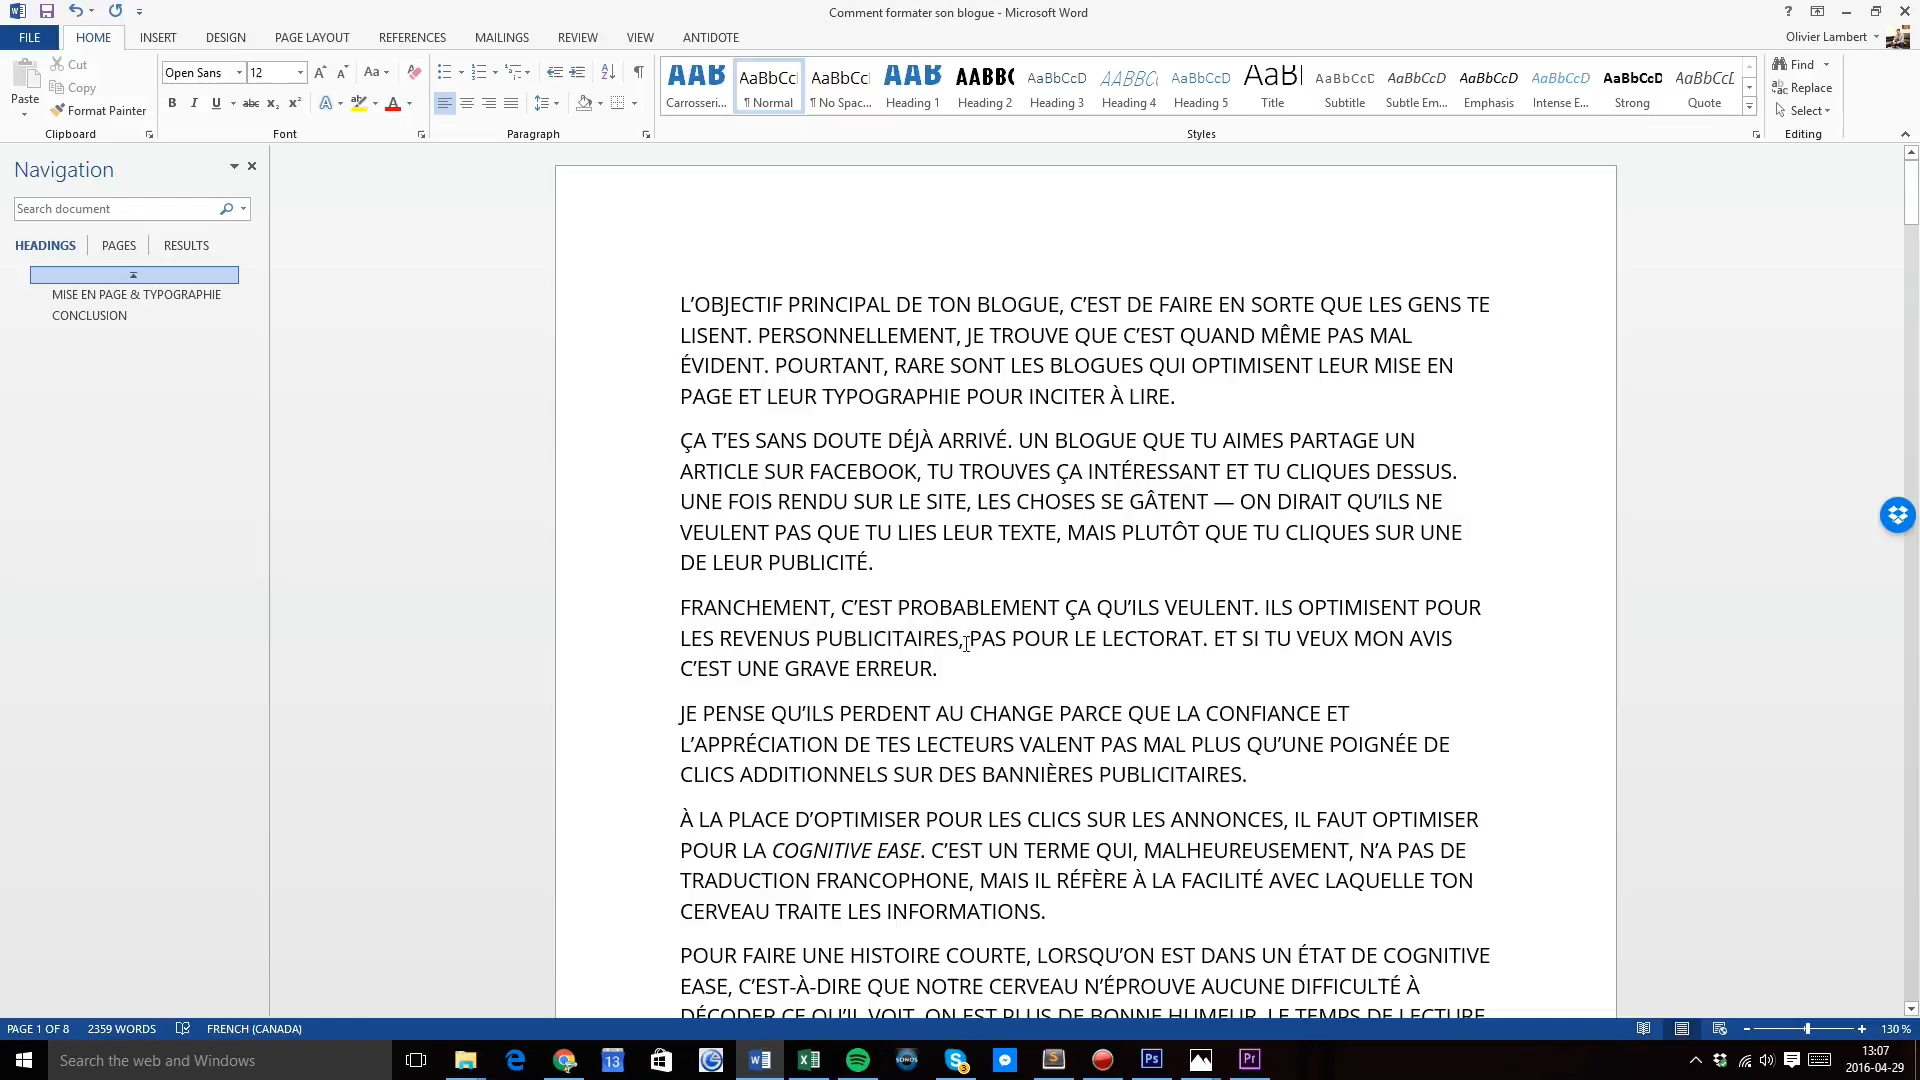 Comment formater son blogue - Microsoft Word
?
FILE HOME INSERT DESIGN PAGE LAYOUT REFERENCES MAILINGS REVIEW VIEW ANTIDOTE
Olivier Lambert
Paste
Cut
Copy
Format Painter
Clipboard
Open Sans 12
Font
Paragraph
AaBbCcI AaBbCcI AaBbCcD AaBbCcD AaBbCcD AaBbCcD AaBbCcD AaBbCcD AaBbCcD
Carrosseri... ¶ Normal ¶ No Spac... Heading 1 Heading 2 Heading 3 Heading 4 Heading 5 Title Subtitle Subtle Em... Emphasis Intense E... Strong Quote
Styles
Find
Replace
Select
Editing
Navigation
Search document
HEADINGS PAGES RESULTS
MISE EN PAGE & TYPOGRAPHIE
CONCLUSION
L’OBJECTIF PRINCIPAL DE TON BLOGUE, C’EST DE FAIRE EN SORTE QUE LES GENS TE
LISENT. PERSONNELLEMENT, JE TROUVE QUE C’EST QUAND MÊME PAS MAL
ÉVIDENT. POURTANT, RARE SONT LES BLOGUES QUI OPTIMISENT LEUR MISE EN
PAGE ET LEUR TYPOGRAPHIE POUR INCITER À LIRE.
ÇA T’ES SANS DOUTE DÉJÀ ARRIVÉ. UN BLOGUE QUE TU AIMES PARTAGE UN
ARTICLE SUR FACEBOOK, TU TROUVES ÇA INTÉRESSANT ET TU CLIQUES DESSUS.
UNE FOIS RENDU SUR LE SITE, LES CHOSES SE GÂTENT — ON DIRAIT QU’ILS NE
VEULENT PAS QUE TU LIES LEUR TEXTE, MAIS PLUTÔT QUE TU CLIQUES SUR UNE
DE LEUR PUBLICITÉ.
FRANCHEMENT, C’EST PROBABLEMENT ÇA QU’ILS VEULENT. ILS OPTIMISENT POUR
LES REVENUS PUBLICITAIRES, PAS POUR LE LECTORAT. ET SI TU VEUX MON AVIS
C’EST UNE GRAVE ERREUR.
JE PENSE QU’ILS PERDENT AU CHANGE PARCE QUE LA CONFIANCE ET
L’APPRÉCIATION DE TES LECTEURS VALENT PAS MAL PLUS QU’UNE POIGNÉE DE
CLICS ADDITIONNELS SUR DES BANNIÈRES PUBLICITAIRES.
À LA PLACE D’OPTIMISER POUR LES CLICS SUR LES ANNONCES, IL FAUT OPTIMISER
POUR LA COGNITIVE EASE. C’EST UN TERME QUI, MALHEUREUSEMENT, N’A PAS DE
TRADUCTION FRANCOPHONE, MAIS IL RÉFÈRE À LA FACILITÉ AVEC LAQUELLE TON
CERVEAU TRAITE LES INFORMATIONS.
POUR FAIRE UNE HISTOIRE COURTE, LORSQU’ON EST DANS UN ÉTAT DE COGNITIVE
EASE, C’EST-À-DIRE QUE NOTRE CERVEAU N’ÉPROUVE AUCUNE DIFFICULTÉ À
DÉCODER CE QU’IL VOIT, ON EST PLUS DE BONNE HUMEUR. LE TEMPS DE LECTURE
PAGE 1 OF 8 2359 WORDS FRENCH (CANADA) 130 %
Search the web and Windows
13:07
2016-04-29